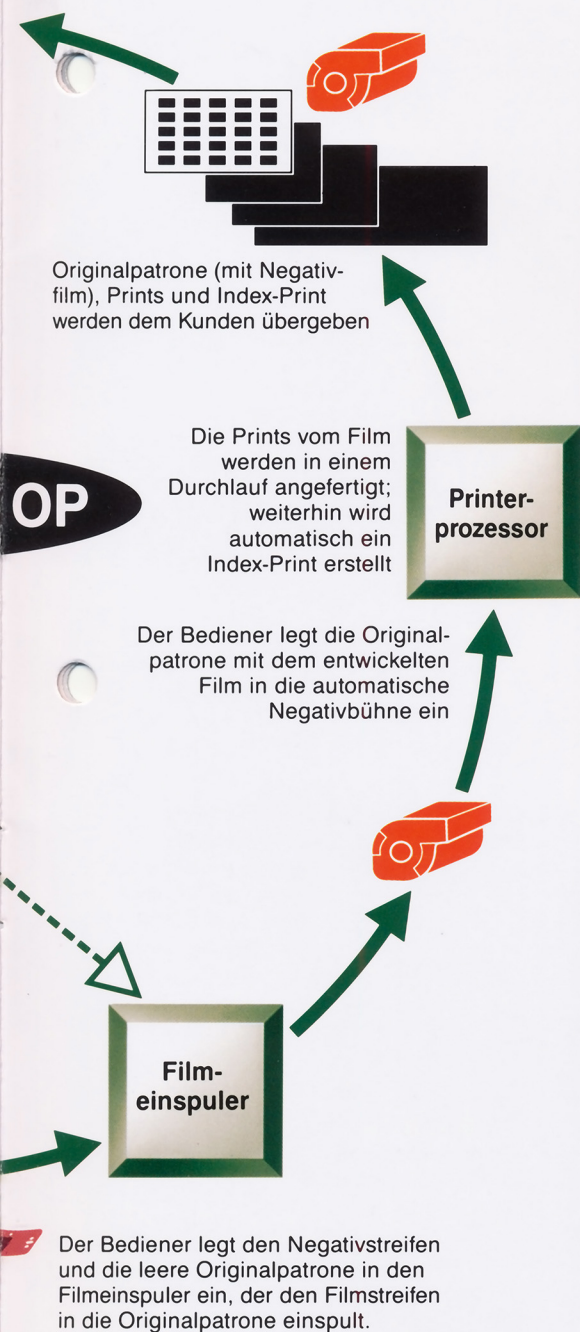 Originalpatrone (mit Negativ-
film), Prints und Index-Print
werden dem Kunden übergeben
Die Prints vom Film
werden in einem
Durchlauf angefertigt;
weiterhin wird
automatisch ein
Index-Print erstellt
Printer-
prozessor
OP
Der Bediener legt die Original-
patrone mit dem entwickelten
Film in die automatische
Negativbühne ein
Film-
einspuler
Der Bediener legt den Negativstreifen
und die leere Originalpatrone in den
Filmeinspuler ein, der den Filmstreifen
in die Originalpatrone einspult.